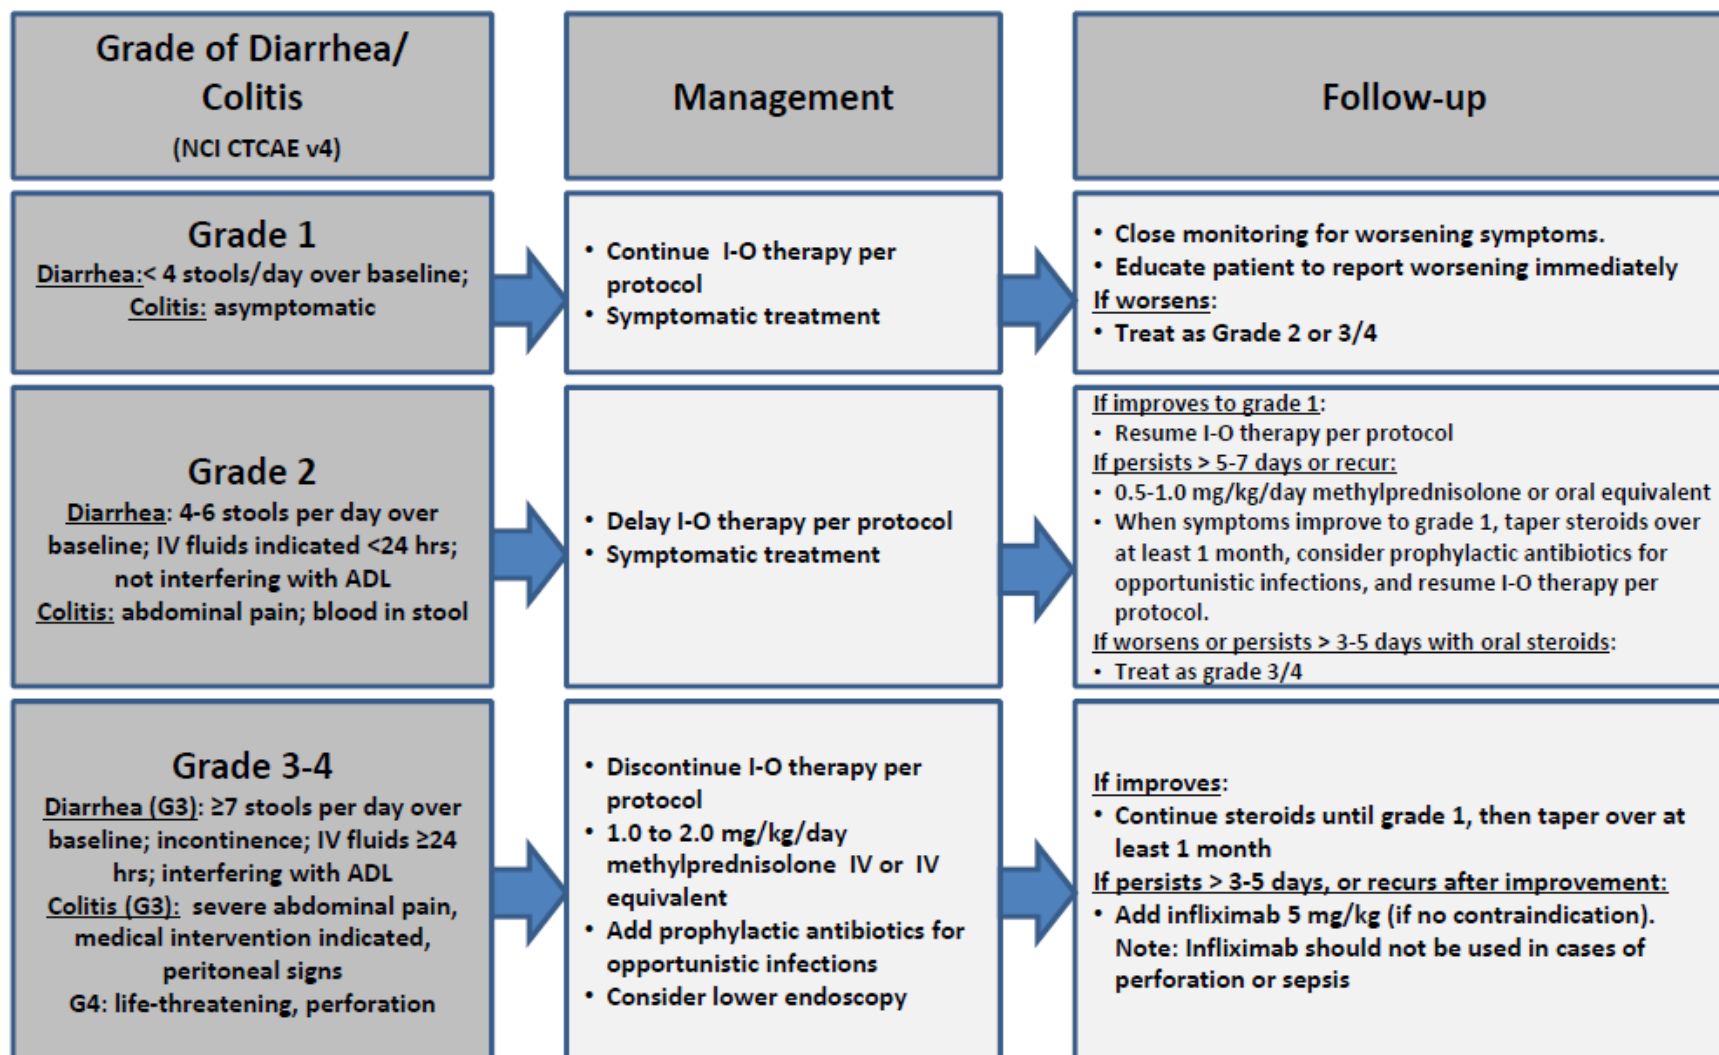 Grade of Diarrhea/
Colitis
(NCI CTCAE v4)
Management
Follow-up
Grade 1
Diarrhea:< 4 stools/day over baseline;
Colitis: asymptomatic
• Continue I-O therapy per
protocol
• Symptomatic treatment
• Close monitoring for worsening symptoms.
• Educate patient to report worsening immediately
If worsens:
• Treat as Grade 2 or 3/4
Grade 2
Diarrhea: 4-6 stools per day over
baseline; IV fluids indicated <24 hrs;
not interfering with ADL
Colitis: abdominal pain; blood in stool
• Delay I-O therapy per protocol
• Symptomatic treatment
If improves to grade 1:
• Resume I-O therapy per protocol
If persists > 5-7 days or recur:
• 0.5-1.0 mg/kg/day methylprednisolone or oral equivalent
• When symptoms improve to grade 1, taper steroids over
at least 1 month, consider prophylactic antibiotics for
opportunistic infections, and resume I-O therapy per
protocol.
If worsens or persists > 3-5 days with oral steroids:
• Treat as grade 3/4
Grade 3-4
Diarrhea (G3): ≥7 stools per day over
baseline; incontinence; IV fluids ≥24
hrs; interfering with ADL
Colitis (G3): severe abdominal pain,
medical intervention indicated,
peritoneal signs
G4: life-threatening, perforation
• Discontinue I-O therapy per
protocol
• 1.0 to 2.0 mg/kg/day
methylprednisolone IV or IV
equivalent
• Add prophylactic antibiotics for
opportunistic infections
• Consider lower endoscopy
If improves:
• Continue steroids until grade 1, then taper over at
least 1 month
If persists > 3-5 days, or recurs after improvement:
• Add infliximab 5 mg/kg (if no contraindication).
Note: Infliximab should not be used in cases of
perforation or sepsis